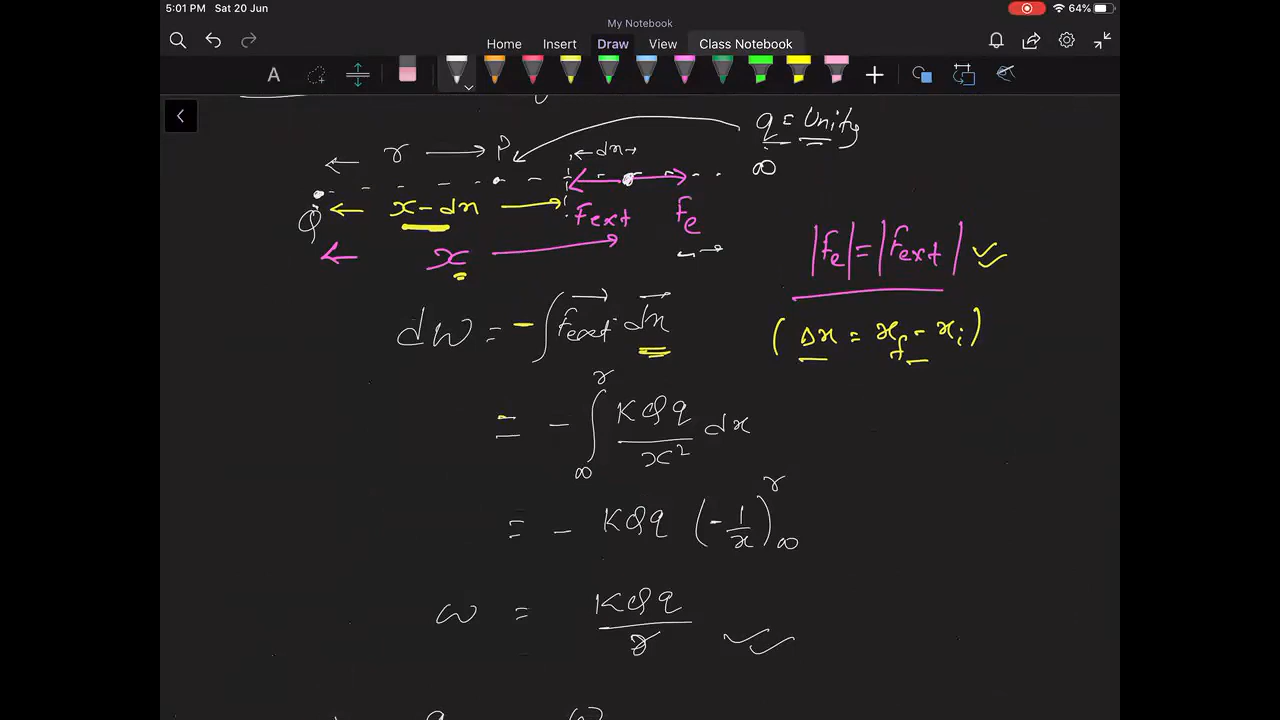 5:01 PM Sat 20 Jun
64%
My Notebook
Home Insert Draw View Class Notebook
A
q = Unity
← r → P ← dx →
∞
Q ← x - dx → Fext Fe
← x →
|Fe| = |Fext|
dW = - ∫ Fext · dx
(Δx = xf - xi)
= - ∫ KQq/x² dx
r
∞
= - KQq (-1/x)
r
∞
W = KQq/r